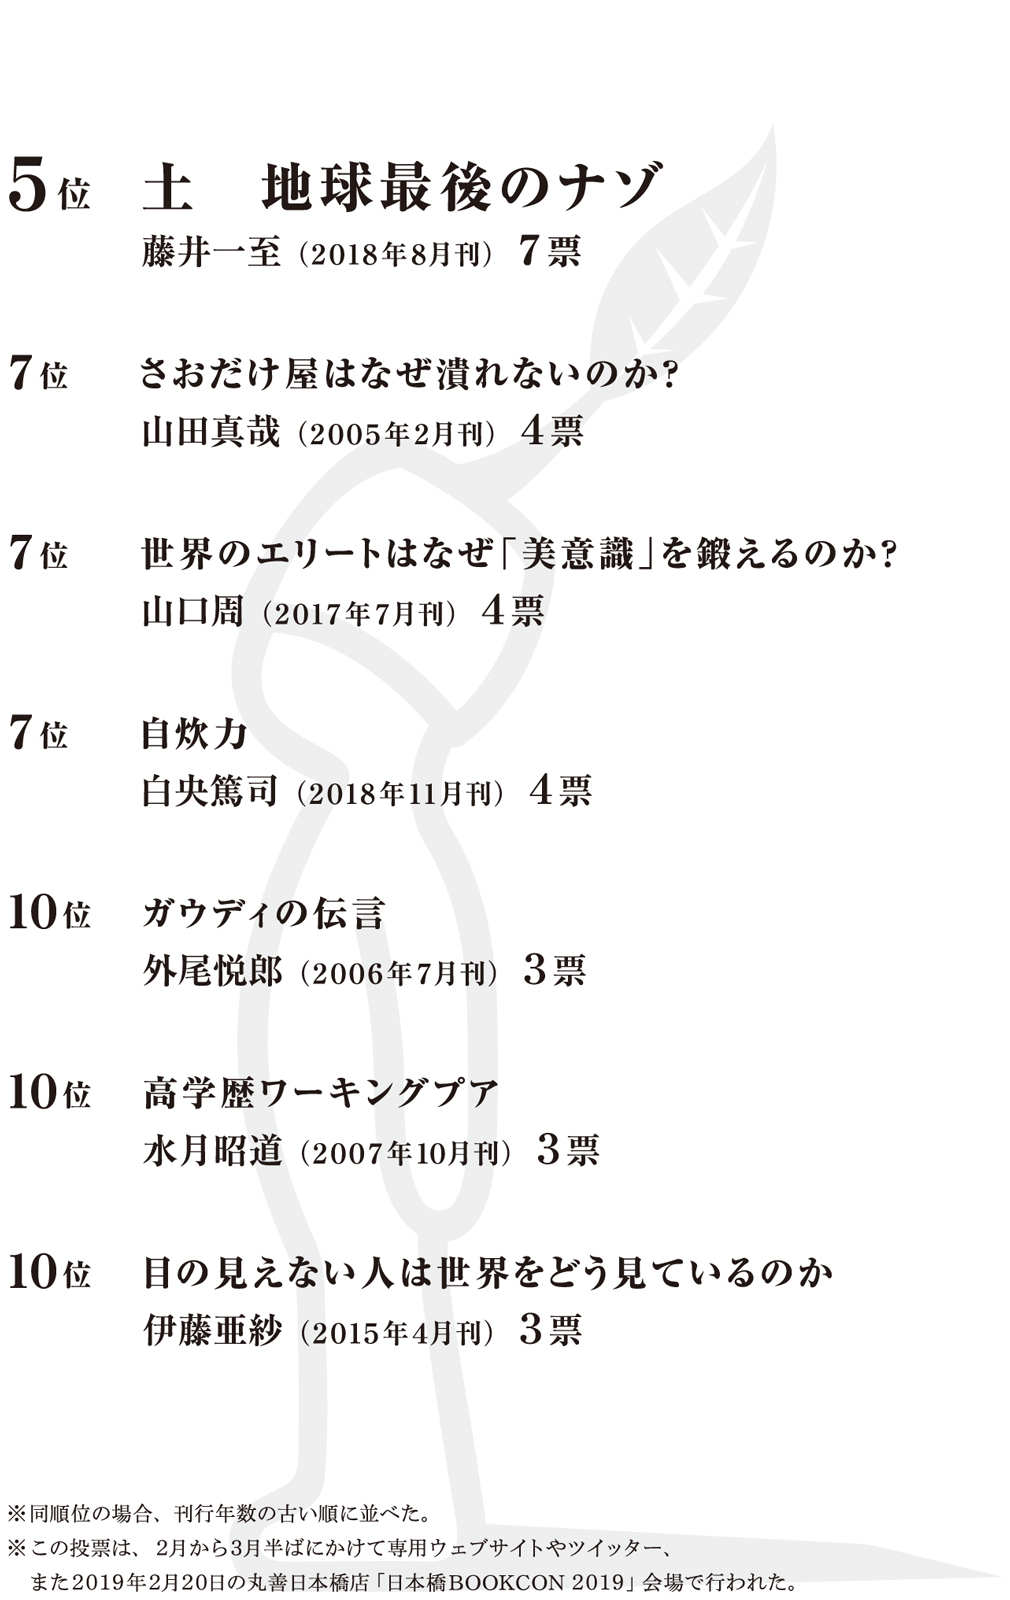 5位 土 地球最後のナゾ
藤井一至（2018年8月刊） 7票
7位 さおだけ屋はなぜ潰れないのか?
山田真哉（2005年2月刊） 4票
7位 世界のエリートはなぜ「美意識」を鍛えるのか?
山口周（2017年7月刊） 4票
7位 自炊力
白央篤司（2018年11月刊） 4票
10位 ガウディの伝言
外尾悦郎（2006年7月刊） 3票
10位 高学歴ワーキングプア
水月昭道（2007年10月刊） 3票
10位 目の見えない人は世界をどう見ているのか
伊藤亜紗（2015年4月刊） 3票
※同順位の場合、刊行年数の古い順に並べた。
※この投票は、2月から3月半ばにかけて専用ウェブサイトやツイッター、
また2019年2月20日の丸善日本橋店「日本橋BOOKCON 2019」会場で行われた。